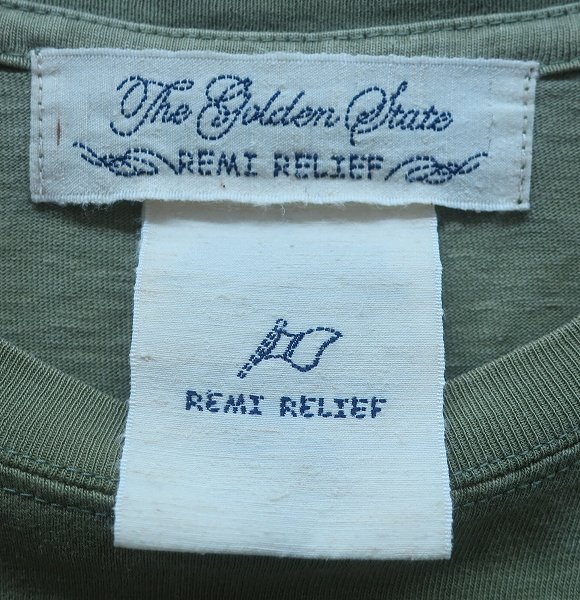 The Golden State
REMI RELIEF
REMI RELIEF